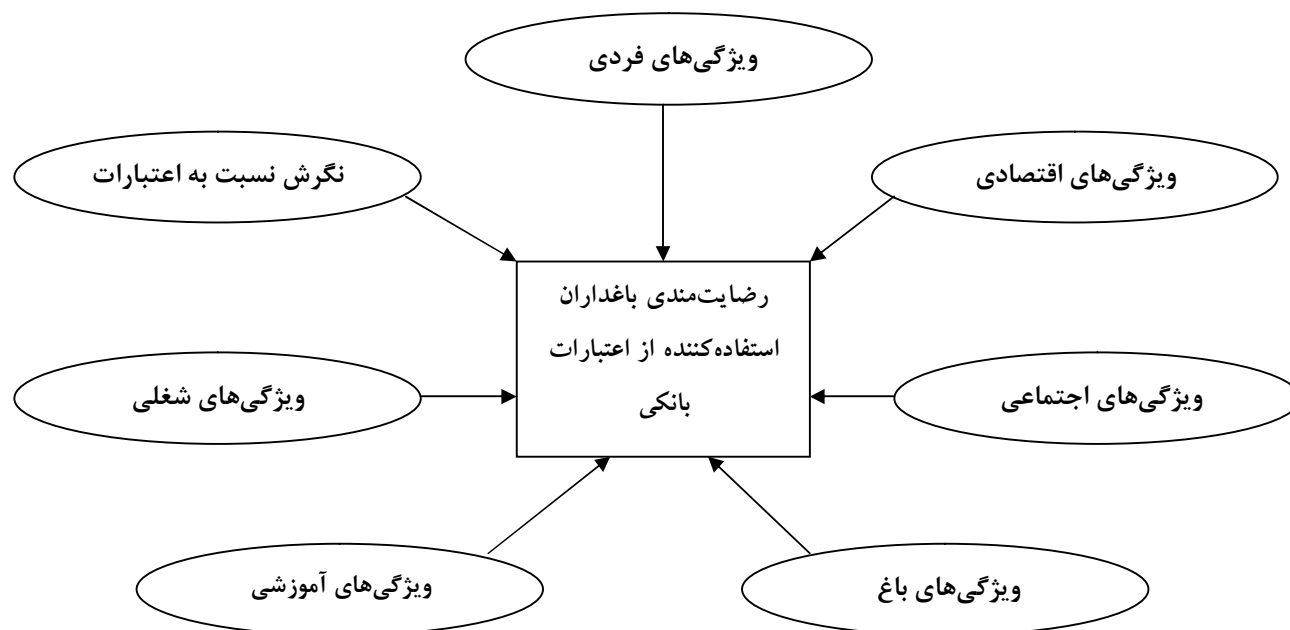 ویژگی‌های فردی
نگرش نسبت به اعتبارات
ویژگی‌های اقتصادی
رضایت‌مندی باغداران
استفاده‌کننده از اعتبارات
بانکی
ویژگی‌های شغلی
ویژگی‌های اجتماعی
ویژگی‌های آموزشی
ویژگی‌های باغ